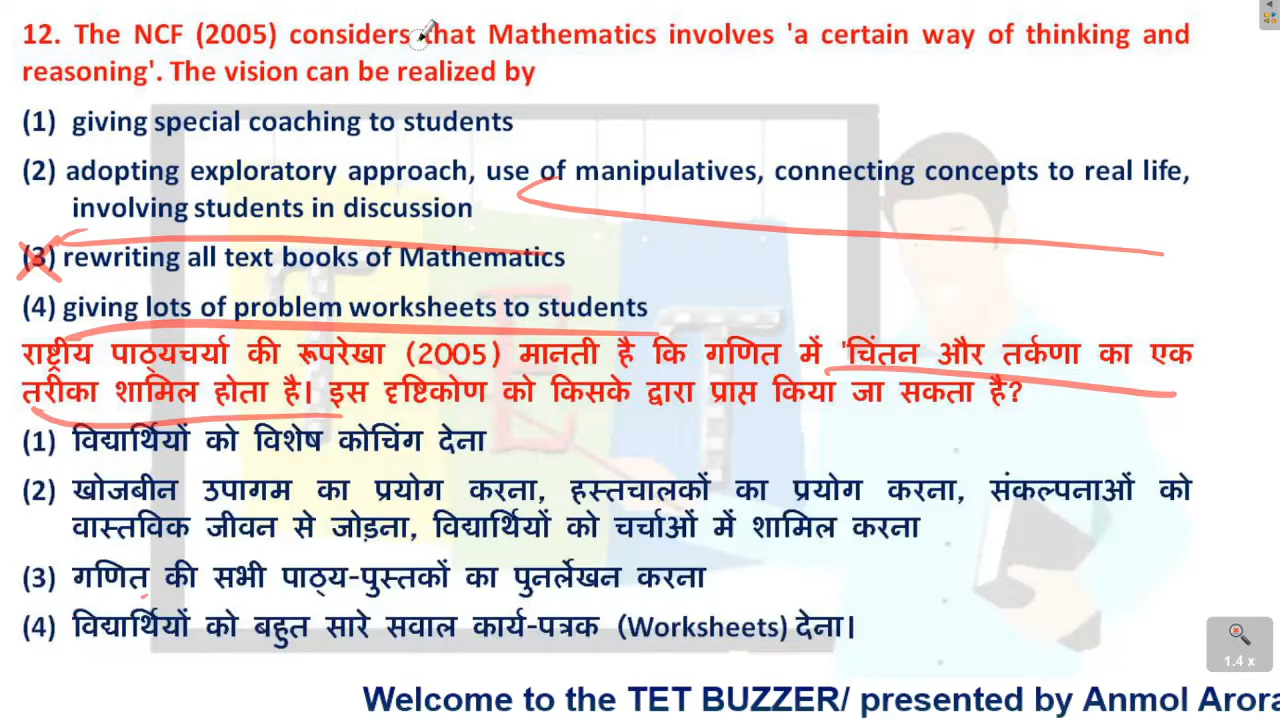 12. The NCF (2005) considers that Mathematics involves 'a certain way of thinking and
reasoning'. The vision can be realized by
(1) giving special coaching to students
(2) adopting exploratory approach, use of manipulatives, connecting concepts to real life,
involving students in discussion
(3) rewriting all text books of Mathematics
(4) giving lots of problem worksheets to students
राष्ट्रीय पाठ्यचर्या की रूपरेखा (2005) मानती है कि गणित में 'चिंतन और तर्कणा का एक
तरीका शामिल होता है। इस दृष्टिकोण को किसके द्वारा प्राप्त किया जा सकता है?
(1) विद्यार्थियों को विशेष कोचिंग देना
(2) खोजबीन उपागम का प्रयोग करना, हस्तचालकों का प्रयोग करना, संकल्पनाओं को
वास्तविक जीवन से जोड़ना, विद्यार्थियों को चर्चाओं में शामिल करना
(3) गणित की सभी पाठ्य-पुस्तकों का पुनर्लेखन करना
(4) विद्यार्थियों को बहुत सारे सवाल कार्य-पत्रक (Worksheets) देना।
1.4 x
Welcome to the TET BUZZER/ presented by Anmol Arora